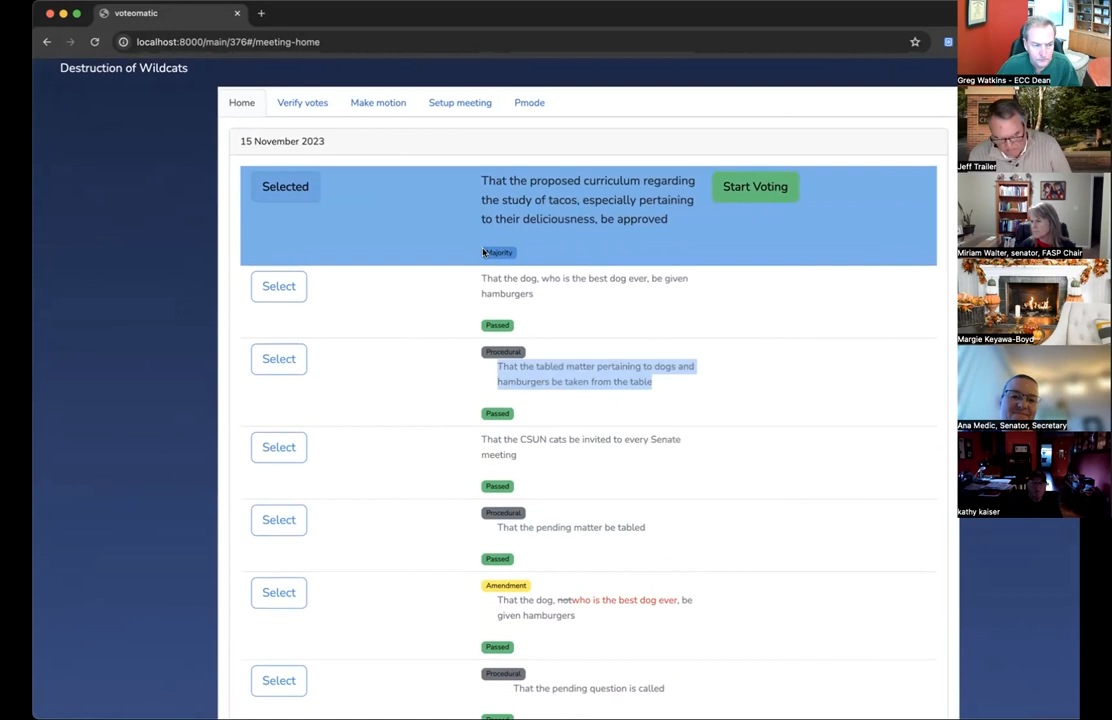 voteomatic
localhost:8000/main/376#/meeting-home
Destruction of Wildcats
Home
Verify votes
Make motion
Setup meeting
Pmode
15 November 2023
Selected
That the proposed curriculum regarding
the study of tacos, especially pertaining
to their deliciousness, be approved
Start Voting
Majority
Select
That the dog, who is the best dog ever, be given
hamburgers
Passed
Select
Procedural
That the tabled matter pertaining to dogs and
hamburgers be taken from the table
Passed
Select
That the CSUN cats be invited to every Senate
meeting
Passed
Select
Procedural
That the pending matter be tabled
Passed
Select
Amendment
That the dog, notwho is the best dog ever, be
given hamburgers
Passed
Select
Procedural
That the pending question is called
Greg Watkins - ECC Dean
Jeff Trailer
Miriam Walter, senator, FASP Chair
Margie Keyawa-Boyd
Ana Medic, Senator, Secretary
kathy kaiser